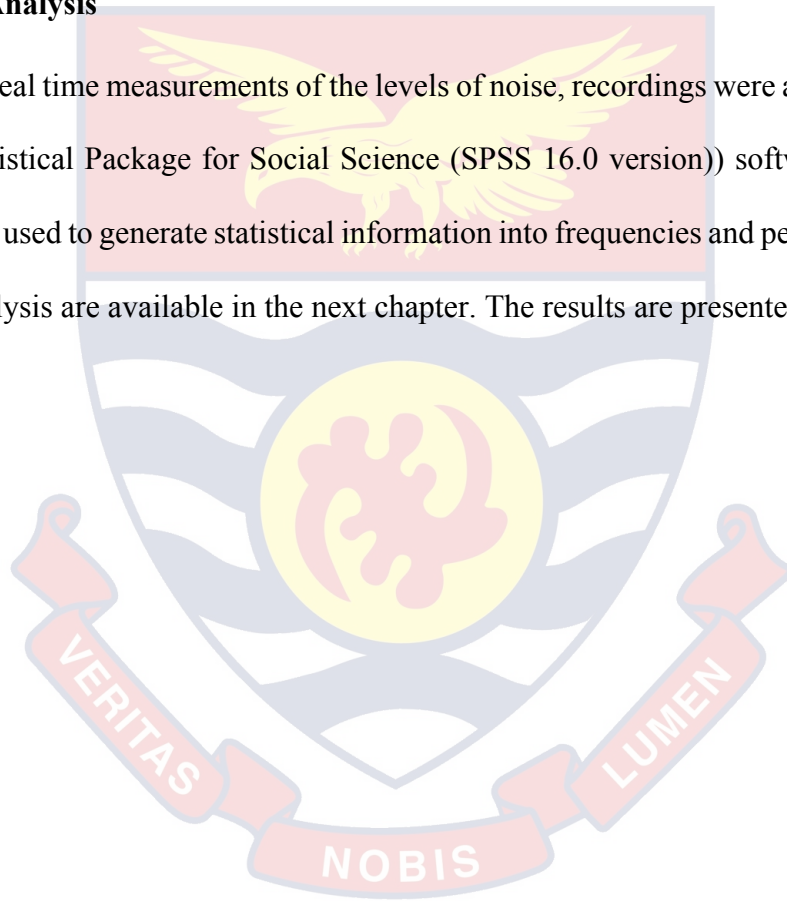 Analysis
eal time measurements of the levels of noise, recordings were a
istical Package for Social Science (SPSS 16.0 version)) softw
used to generate statistical information into frequencies and pe
lysis are available in the next chapter. The results are presente
VERITAS
NOBIS
LUMEN